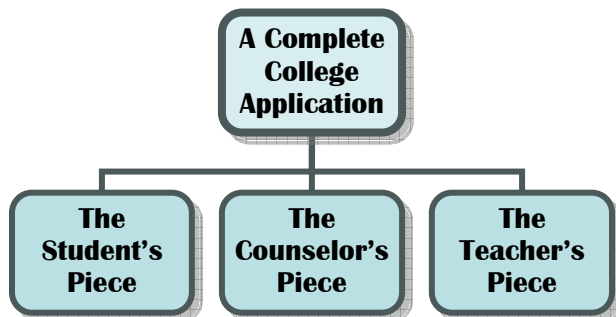 A Complete
College
Application
The
Student's
Piece
The
Counselor's
Piece
The
Teacher's
Piece